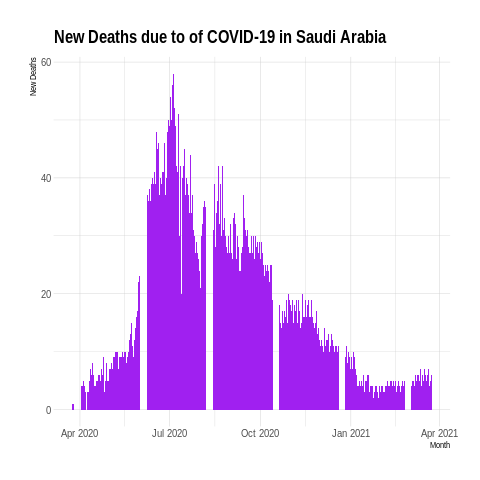 New Deaths due to of COVID-19 in Saudi Arabia
New Deaths
60
40
20
0
Apr 2020 Jul 2020 Oct 2020 Jan 2021 Apr 2021
Month